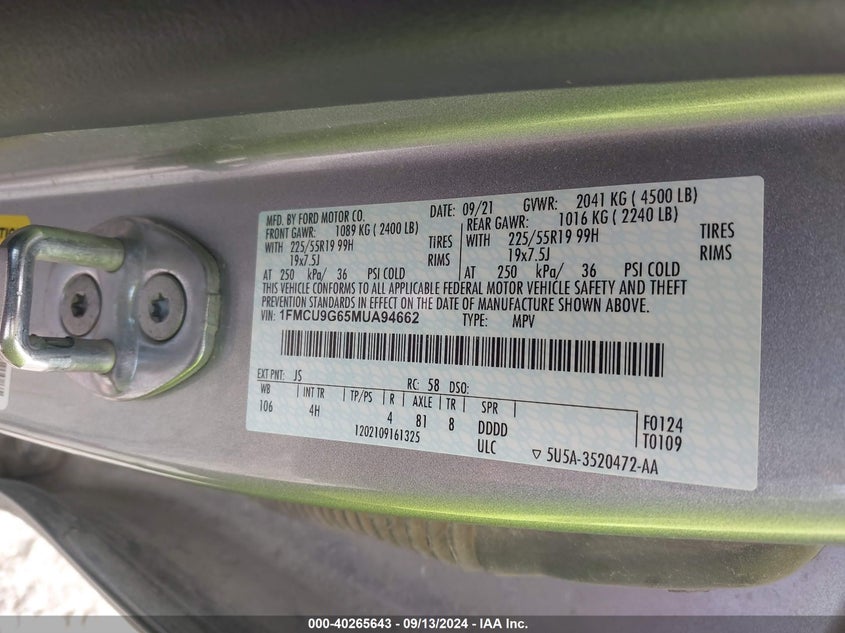 MFD. BY FORD MOTOR CO. DATE: 09/21 GVWR: 2041 KG ( 4500 LB)
FRONT GAWR: 1089 KG ( 2400 LB) REAR GAWR: 1016 KG ( 2240 LB)
WITH 225/55R19 99H TIRES WITH 225/55R19 99H TIRES
19x7.5J RIMS 19x7.5J RIMS
AT 250 kPa/ 36 PSI COLD AT 250 kPa/ 36 PSI COLD
THIS VEHICLE CONFORMS TO ALL APPLICABLE FEDERAL MOTOR VEHICLE SAFETY AND THEFT
PREVENTION STANDARDS IN EFFECT ON THE DATE OF MANUFACTURE SHOWN ABOVE.
VIN: 1FMCU9G65MUA94662 TYPE: MPV
EXT PNT: JS RC: 58 DSO:
WB INT TR TP/PS R AXLE TR SPR
106 4H 4 81 8 DDDD F0124
1202109161325 ULC T0109
▽ 5U5A-3520472-AA
000-40265643 - 09/13/2024 - IAA Inc.